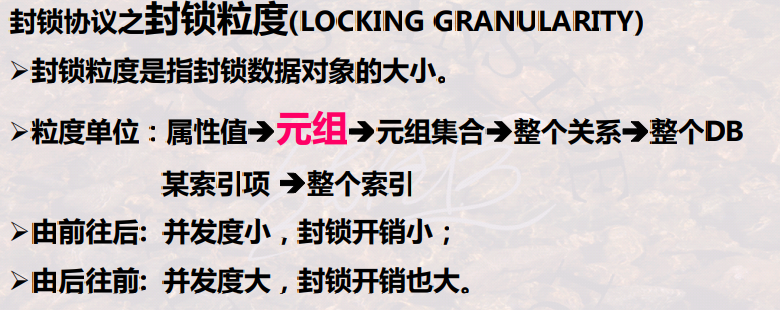 封锁协议之封锁粒度(LOCKING GRANULARITY)
➢封锁粒度是指封锁数据对象的大小。
➢粒度单位：属性值➔元组➔元组集合➔整个关系➔整个DB
某索引项 ➔整个索引
➢由前往后: 并发度小，封锁开销小；
➢由后往前: 并发度大，封锁开销也大。